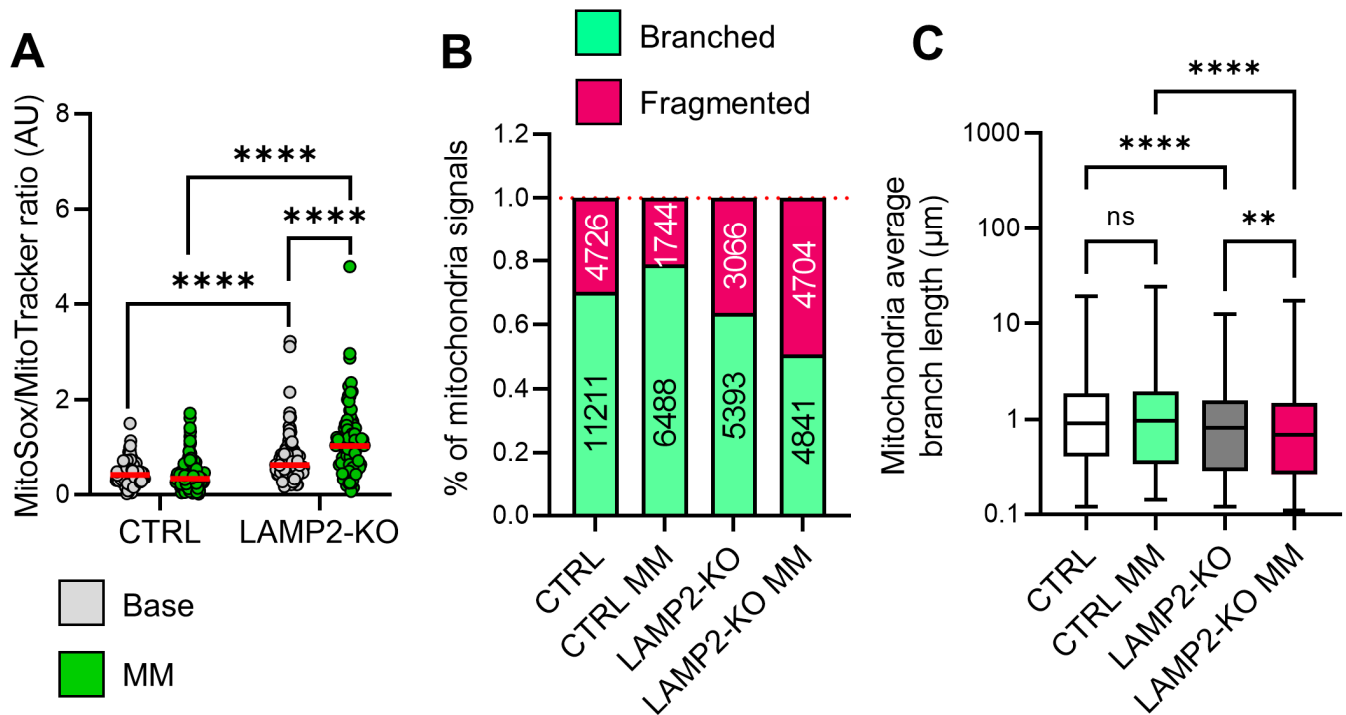 A
MitoSox/MitoTracker ratio (AU)
8
6
4
2
0
****
****
****
CTRL
LAMP2-KO
Base
MM
B
Branched
Fragmented
% of mitochondria signals
1.2
1.0
0.8
0.6
0.4
0.2
0.0
4726
1744
3066
4704
11211
6488
5393
4841
CTRL
CTRL MM
LAMP2-KO
LAMP2-KO MM
C
Mitochondria average
branch length (µm)
1000
100
10
1
0.1
****
****
ns
**
CTRL
CTRL MM
LAMP2-KO
LAMP2-KO MM